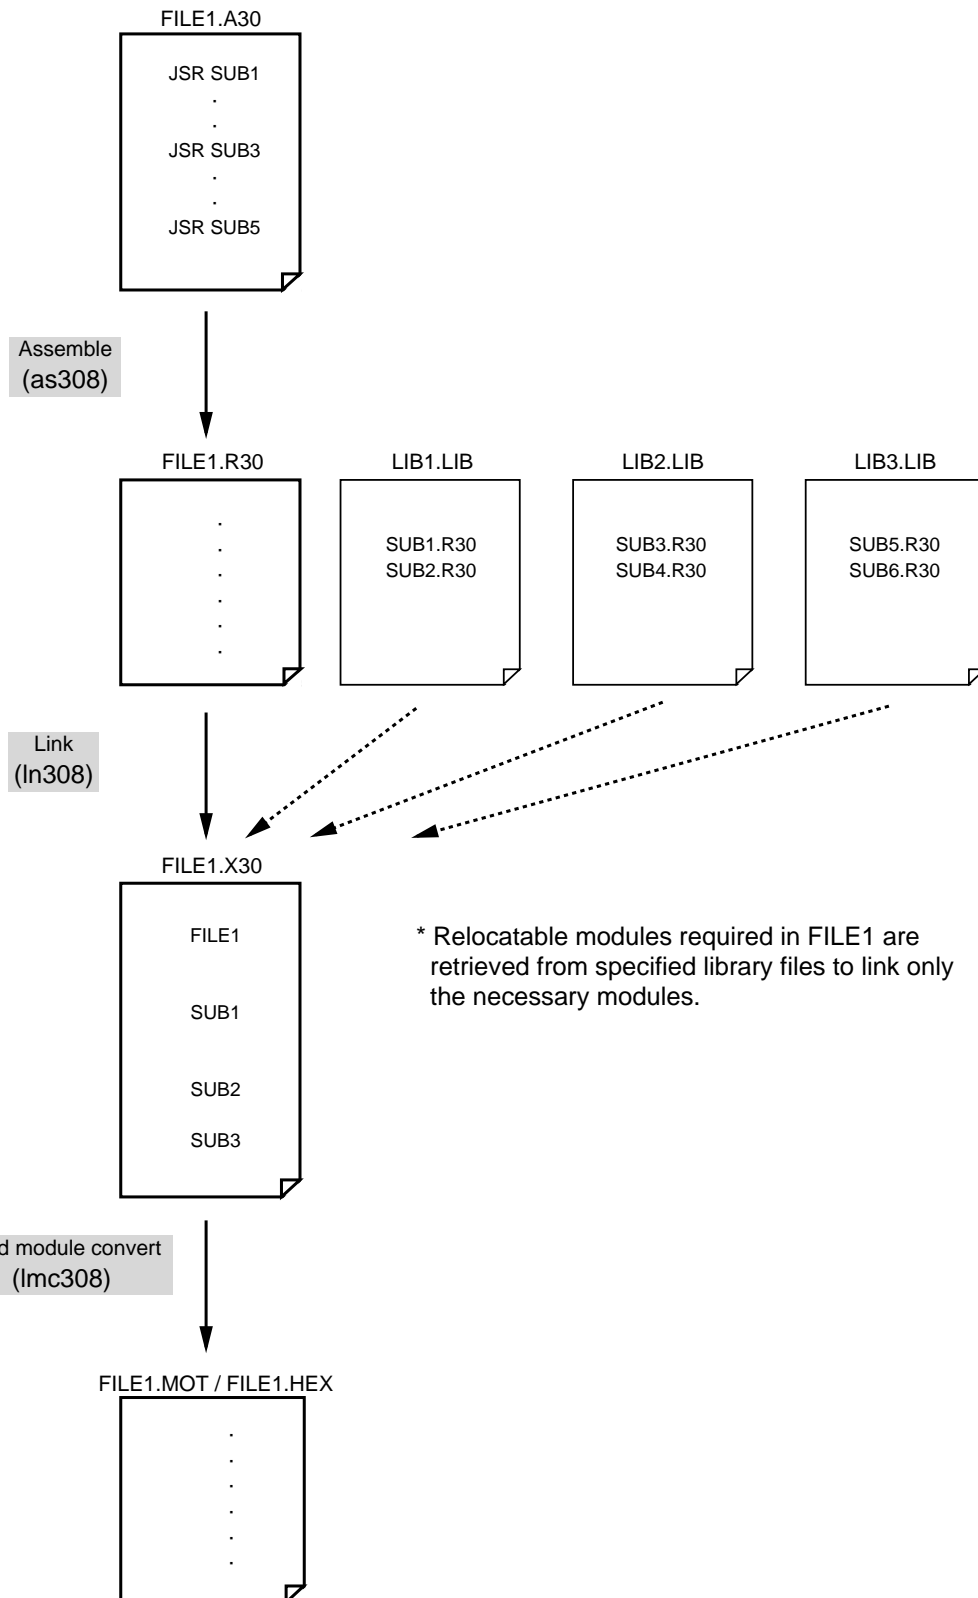 FILE1.A30
JSR SUB1
.
.
JSR SUB3
.
.
JSR SUB5
Assemble
(as308)
FILE1.R30
.
.
.
.
.
.
LIB1.LIB
SUB1.R30
SUB2.R30
LIB2.LIB
SUB3.R30
SUB4.R30
LIB3.LIB
SUB5.R30
SUB6.R30
Link
(ln308)
FILE1.X30
FILE1
SUB1
SUB2
SUB3
* Relocatable modules required in FILE1 are
retrieved from specified library files to link only
the necessary modules.
d module convert
(lmc308)
FILE1.MOT / FILE1.HEX
.
.
.
.
.
.